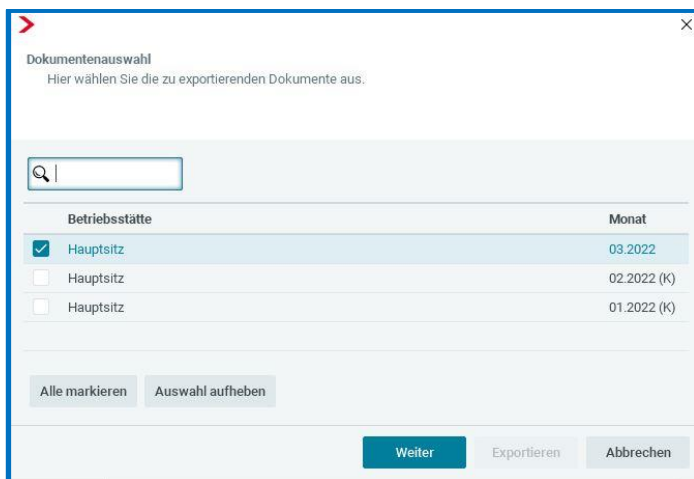 Dokumentenauswahl
Hier wählen Sie die zu exportierenden Dokumente aus.
Betriebsstätte Monat
Hauptsitz 03.2022
Hauptsitz 02.2022 (K)
Hauptsitz 01.2022 (K)
Alle markieren Auswahl aufheben
Weiter Exportieren Abbrechen